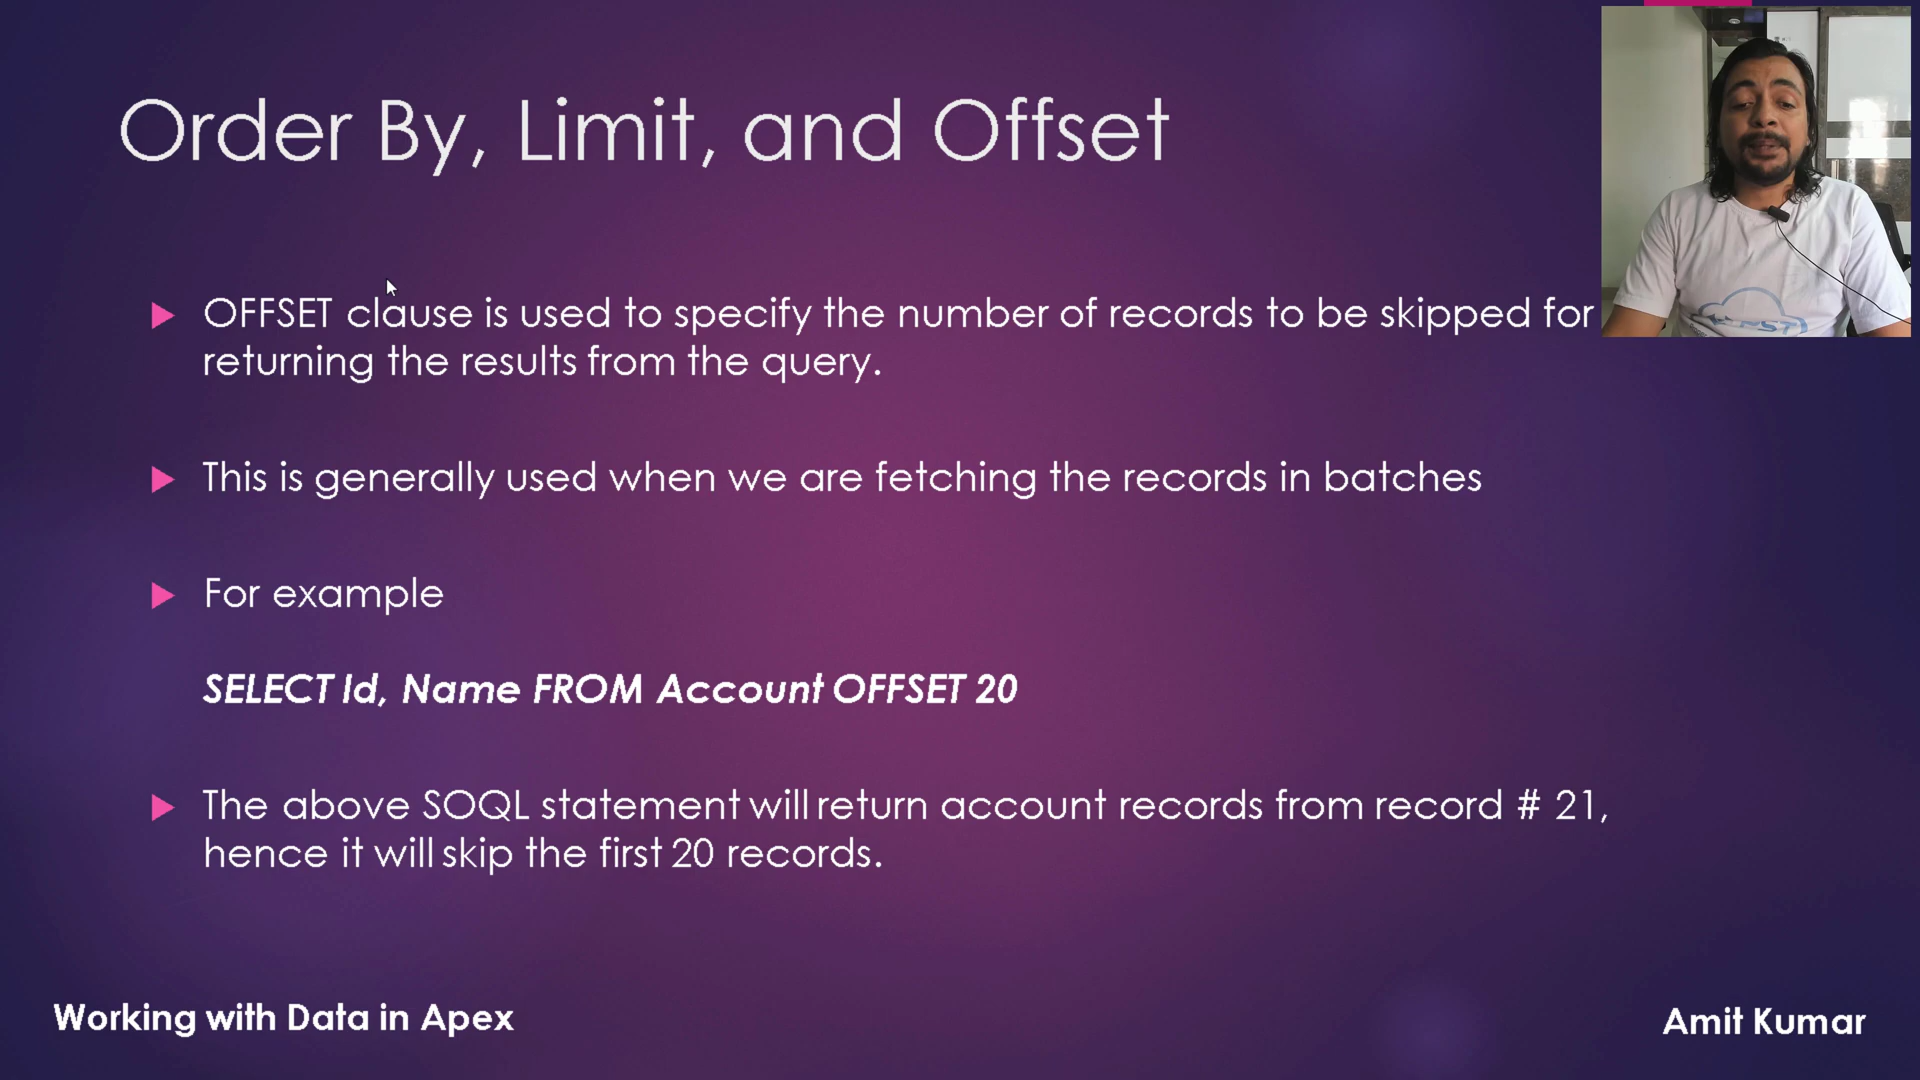 Order By, Limit, and Offset
OFFSET clause is used to specify the number of records to be skipped for
returning the results from the query.
This is generally used when we are fetching the records in batches
For example
SELECT Id, Name FROM Account OFFSET 20
The above SOQL statement will return account records from record # 21,
hence it will skip the first 20 records.
Working with Data in Apex
Amit Kumar